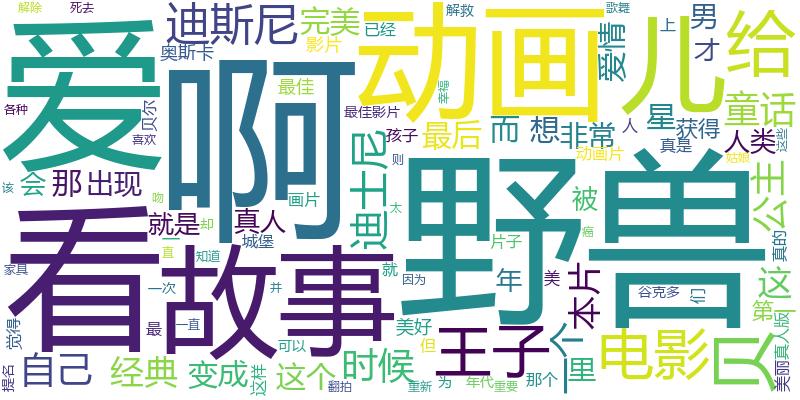 解除
死去
迪斯尼
完美
解救
歌舞
奥斯卡
影片
已经
爱
啊
动画
儿
给
上
男
才
爱情
各种
喜欢
贝尔
最佳
最佳影片
幸福
孩子
最后
而
想
非常
星
获得
童话
人
真是
人类
这些
动画片
姑娘
则
该
会
那
出现
吻
画片
迪士尼
太
野兽
被
公主
就是
真人
却
看
故事
城堡
一直
知道
片子
瘸
真的
家具
一次
并
就
因为
年
美
本片
谷克多
们
这
第一
觉得
最
一直
可以
美好
但
王子
一个
里
电影
贝
真人版
美丽
提名
自己
经典
变成
这样
这个
时候
翻拍
重新
为
年代
重要
那个